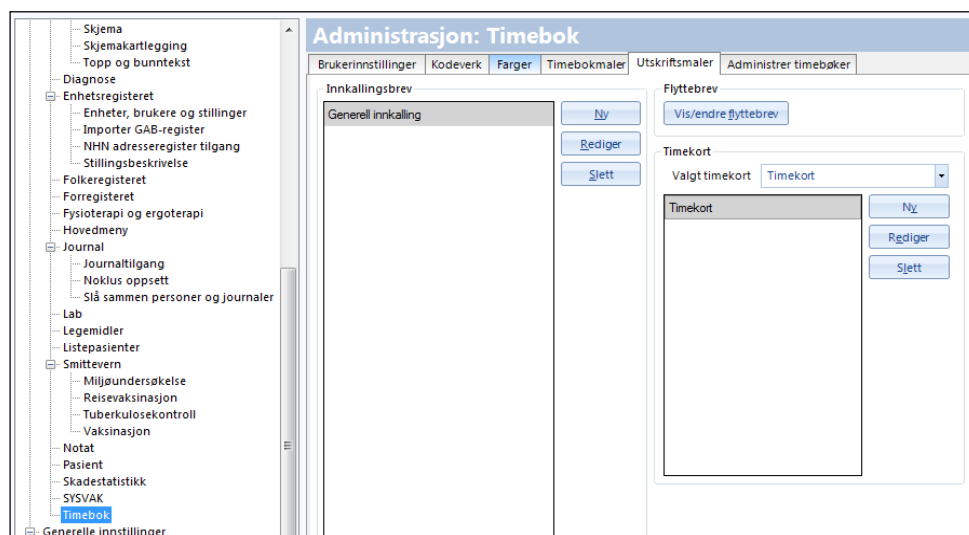 Skjema
Skjemakartlegging
Topp og bunntekst
Diagnose
Enhetsregisteret
Enheter, brukere og stillinger
Importer GAB-register
NHN adresseregister tilgang
Stillingsbeskrivelse
Folkeregisteret
Forregisteret
Fysioterapi og ergoterapi
Hovedmeny
Journal
Journaltilgang
Noklus oppsett
Slå sammen personer og journaler
Lab
Legemidler
Listepasienter
Smittevern
Miljøundersøkelse
Reisevaksinasjon
Tuberkulosekontroll
Vaksinasjon
Notat
Pasient
Skadestatistikk
SYSVAK
Timebok
Generelle innstillinger
Administrasjon: Timebok
Brukerinnstillinger Kodeverk Farger Timebokmaler Utskriftsmaler Administrer timebøker
Innkallingsbrev
Generell innkalling
Ny
Rediger
Slett
Flyttebrev
Vis/endre flyttebrev
Timekort
Valgt timekort Timekort
Timekort
Ny
Rediger
Slett